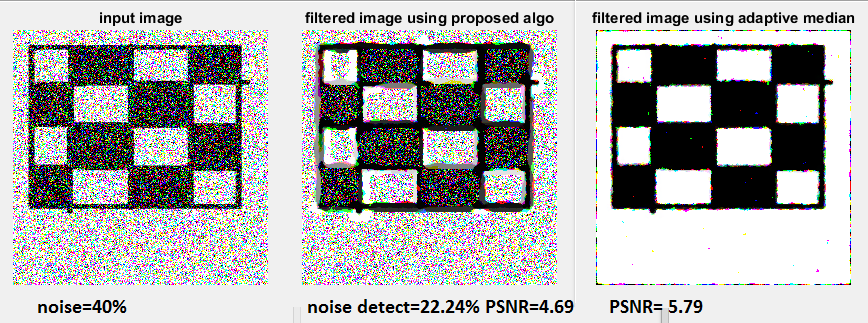 input image
filtered image using proposed algo
filtered image using adaptive median
noise=40%
noise detect=22.24% PSNR=4.69
PSNR= 5.79